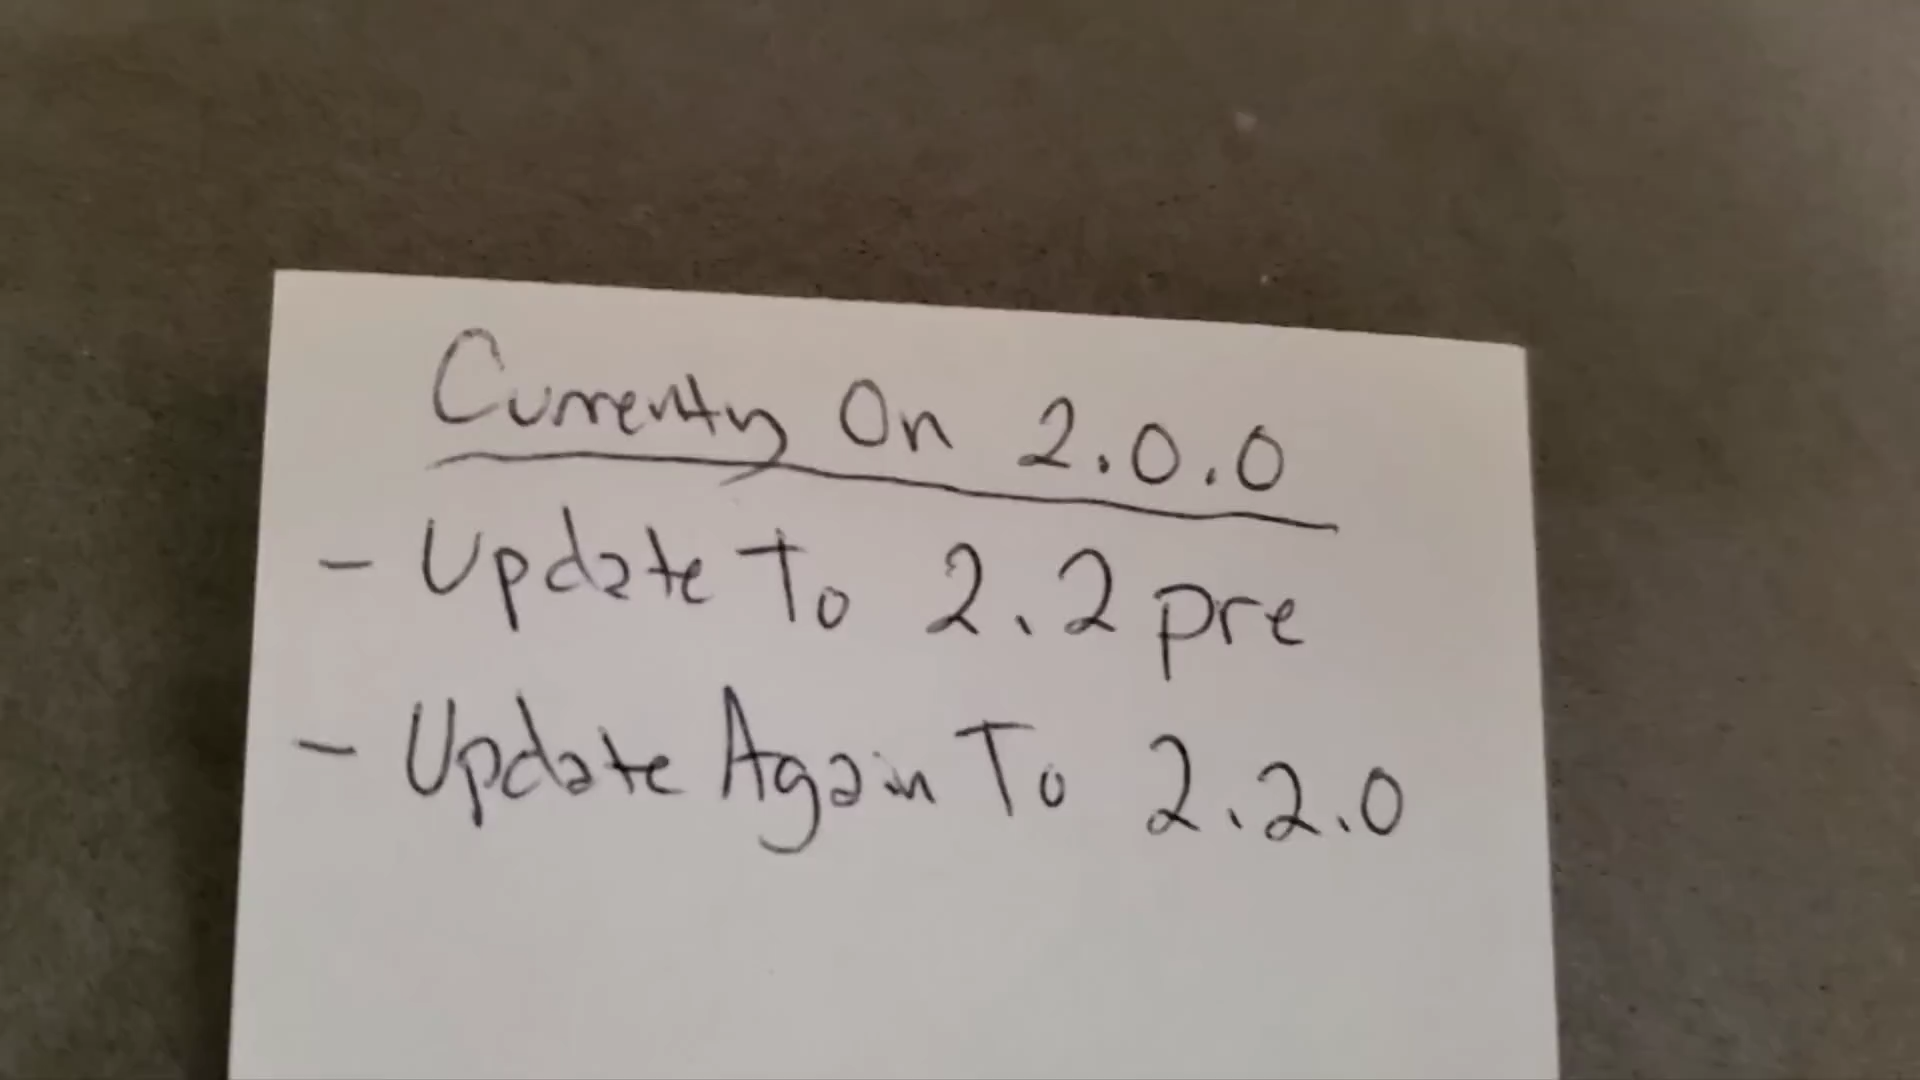 Currently On 2.0.0
- Update To 2.2 pre
- Update Again To 2.2.0